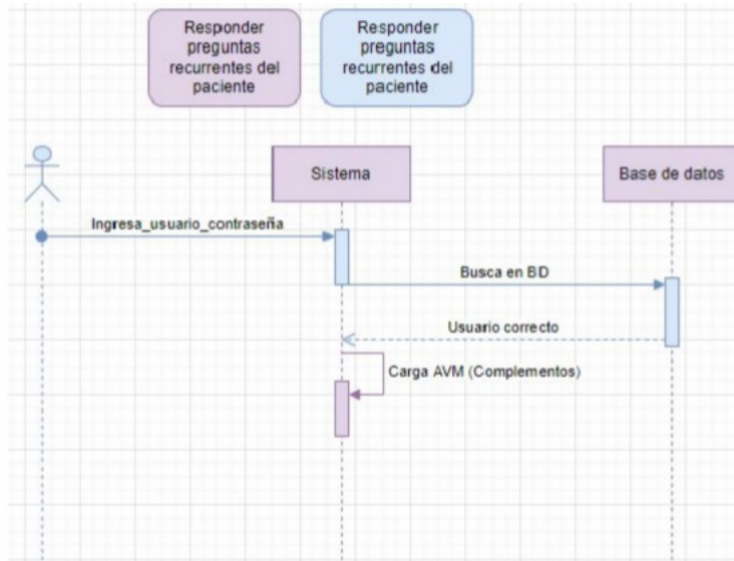 Responder
preguntas
recurrentes del
paciente
Responder
preguntas
recurrentes del
paciente
Sistema
Base de datos
Ingresa_usuario_contraseña
Busca en BD
Usuario correcto
Carga AVM (Complementos)